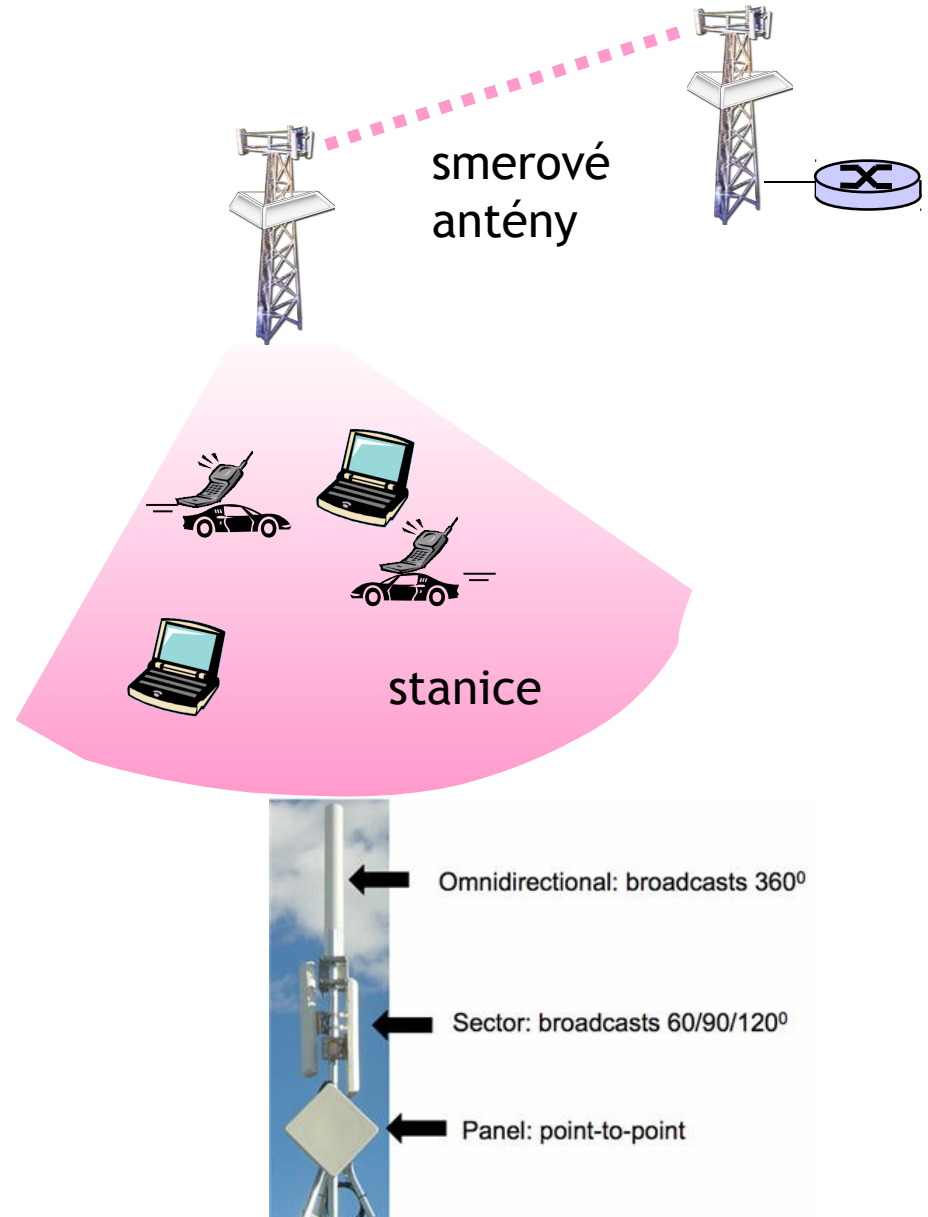 smerové
antény
stanice
Omnidirectional: broadcasts 360⁰
Sector: broadcasts 60/90/120⁰
Panel: point-to-point